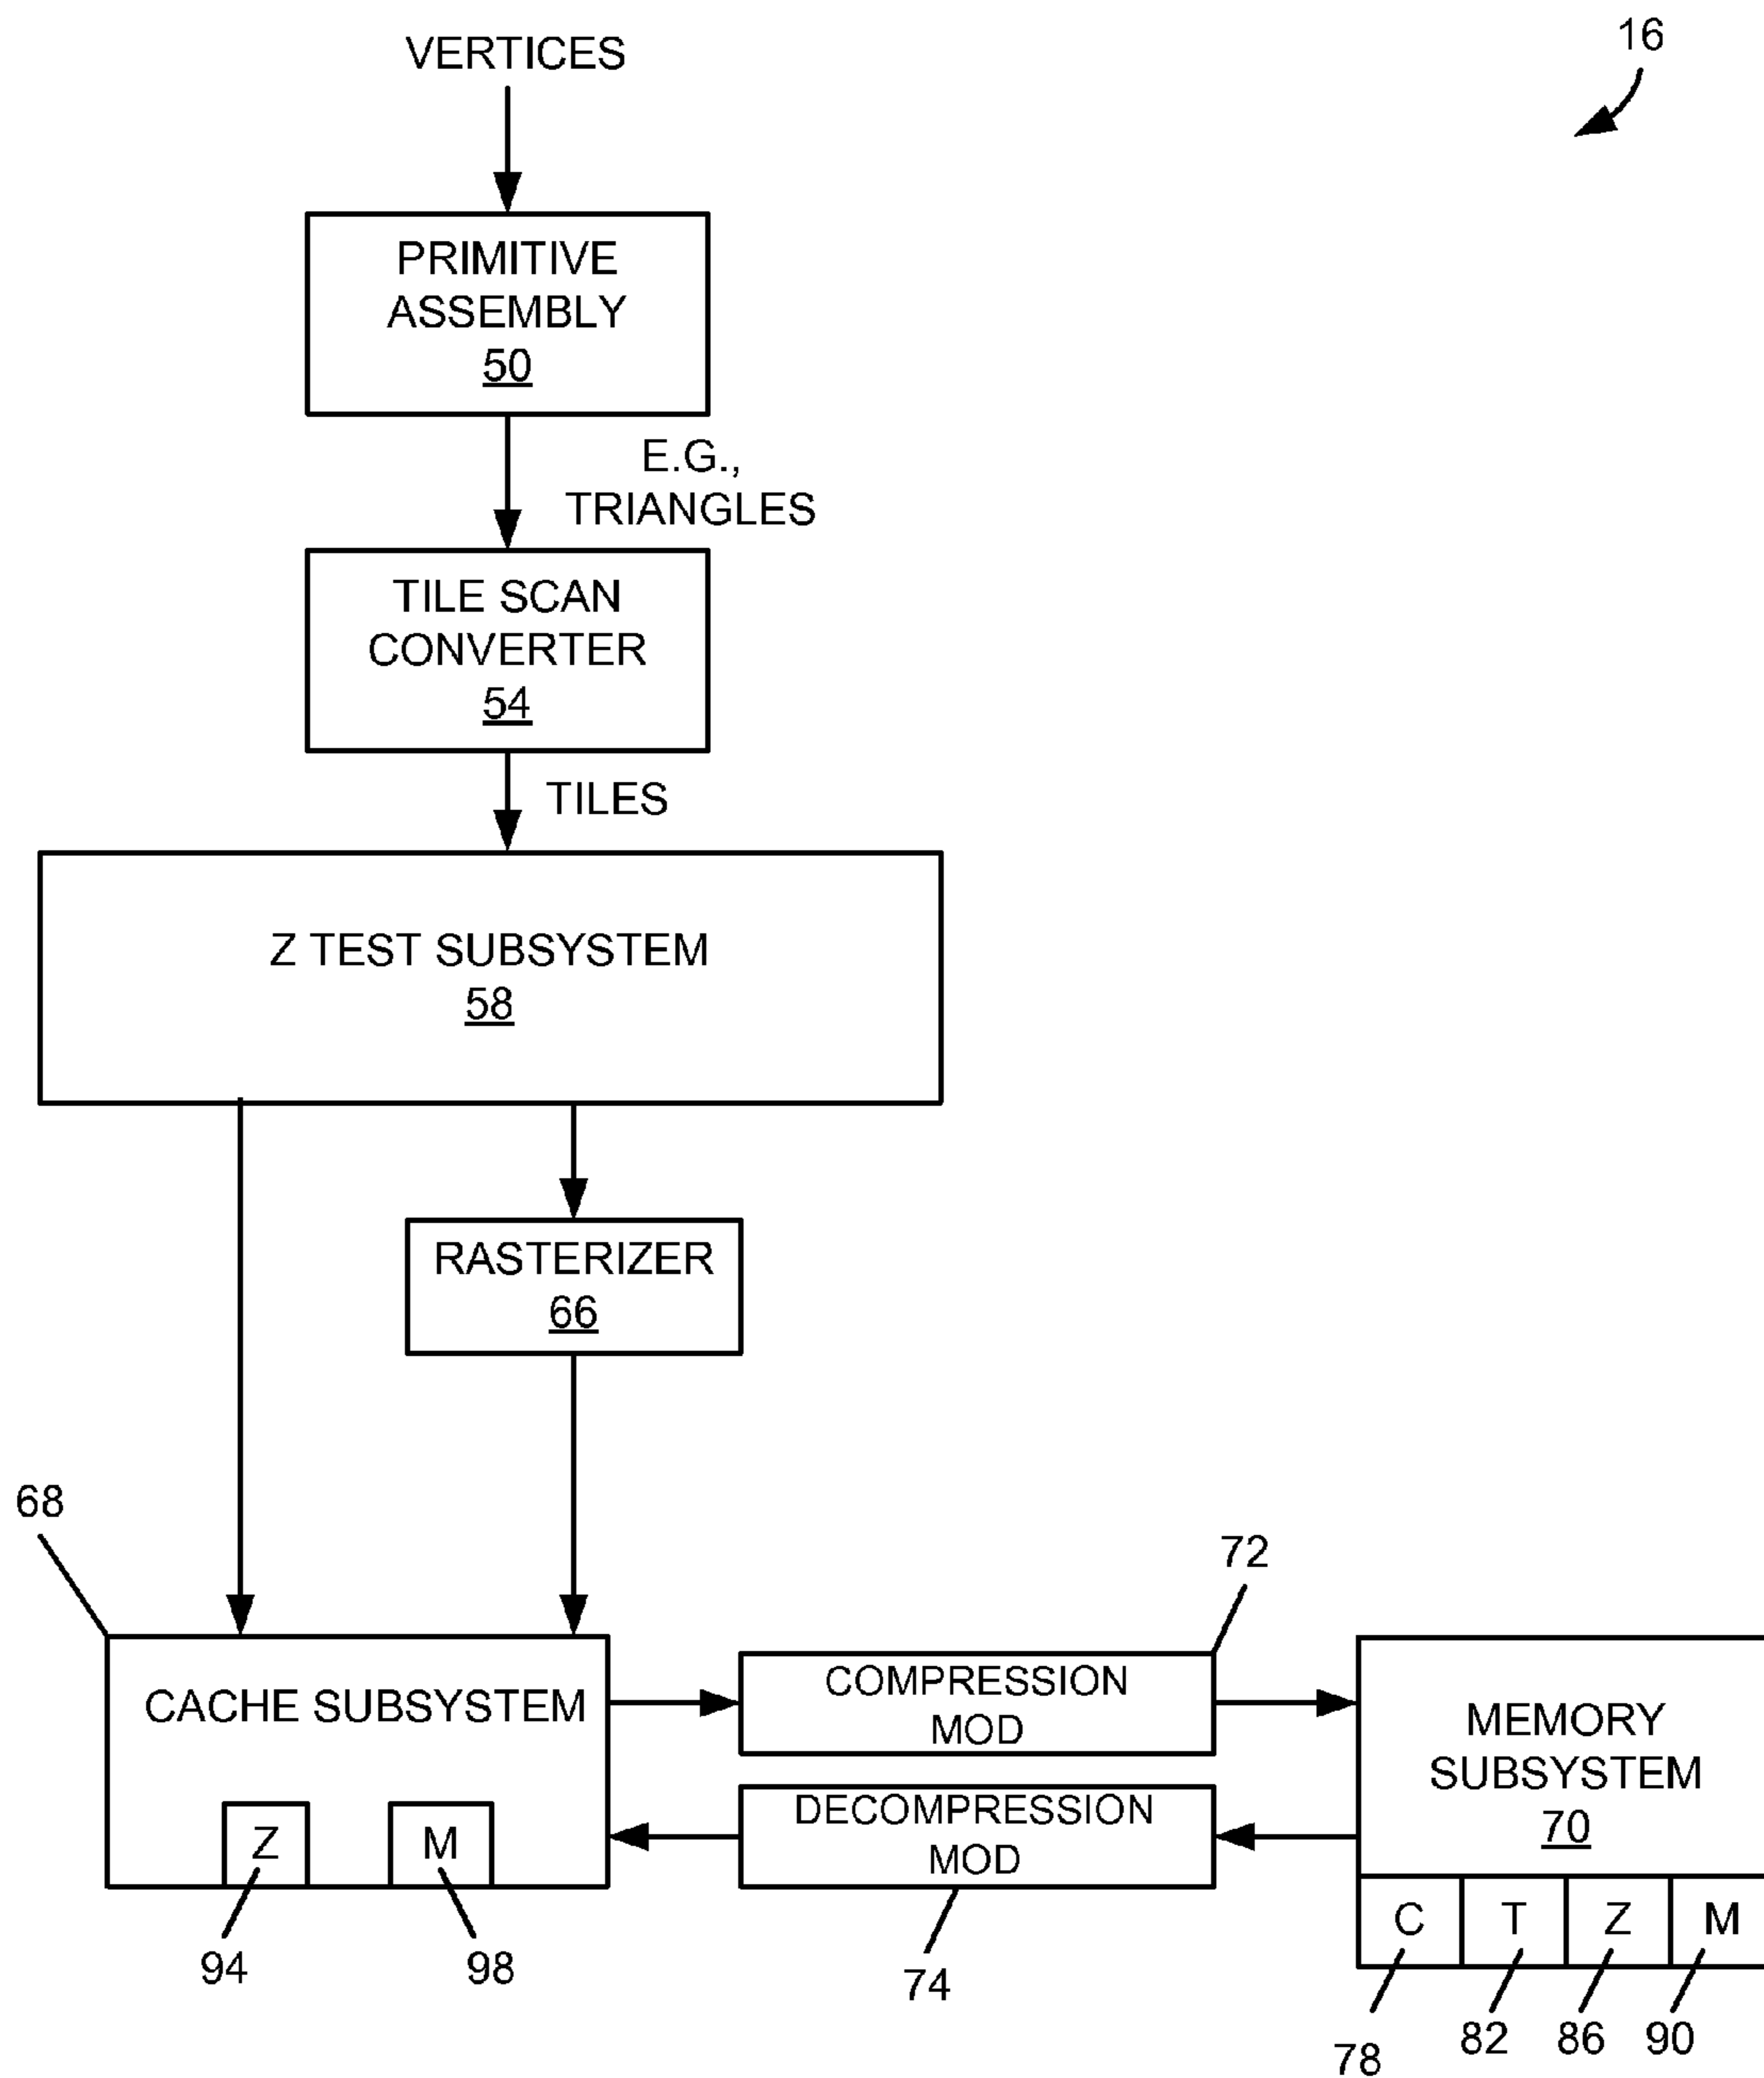 VERTICES
16
PRIMITIVE
ASSEMBLY
50
E.G.,
TRIANGLES
TILE SCAN
CONVERTER
54
TILES
Z TEST SUBSYSTEM
58
RASTERIZER
66
68
72
CACHE SUBSYSTEM
COMPRESSION
MOD
MEMORY
SUBSYSTEM
70
DECOMPRESSION
MOD
Z
M
C
T
Z
M
94
98
74
78
82
86
90